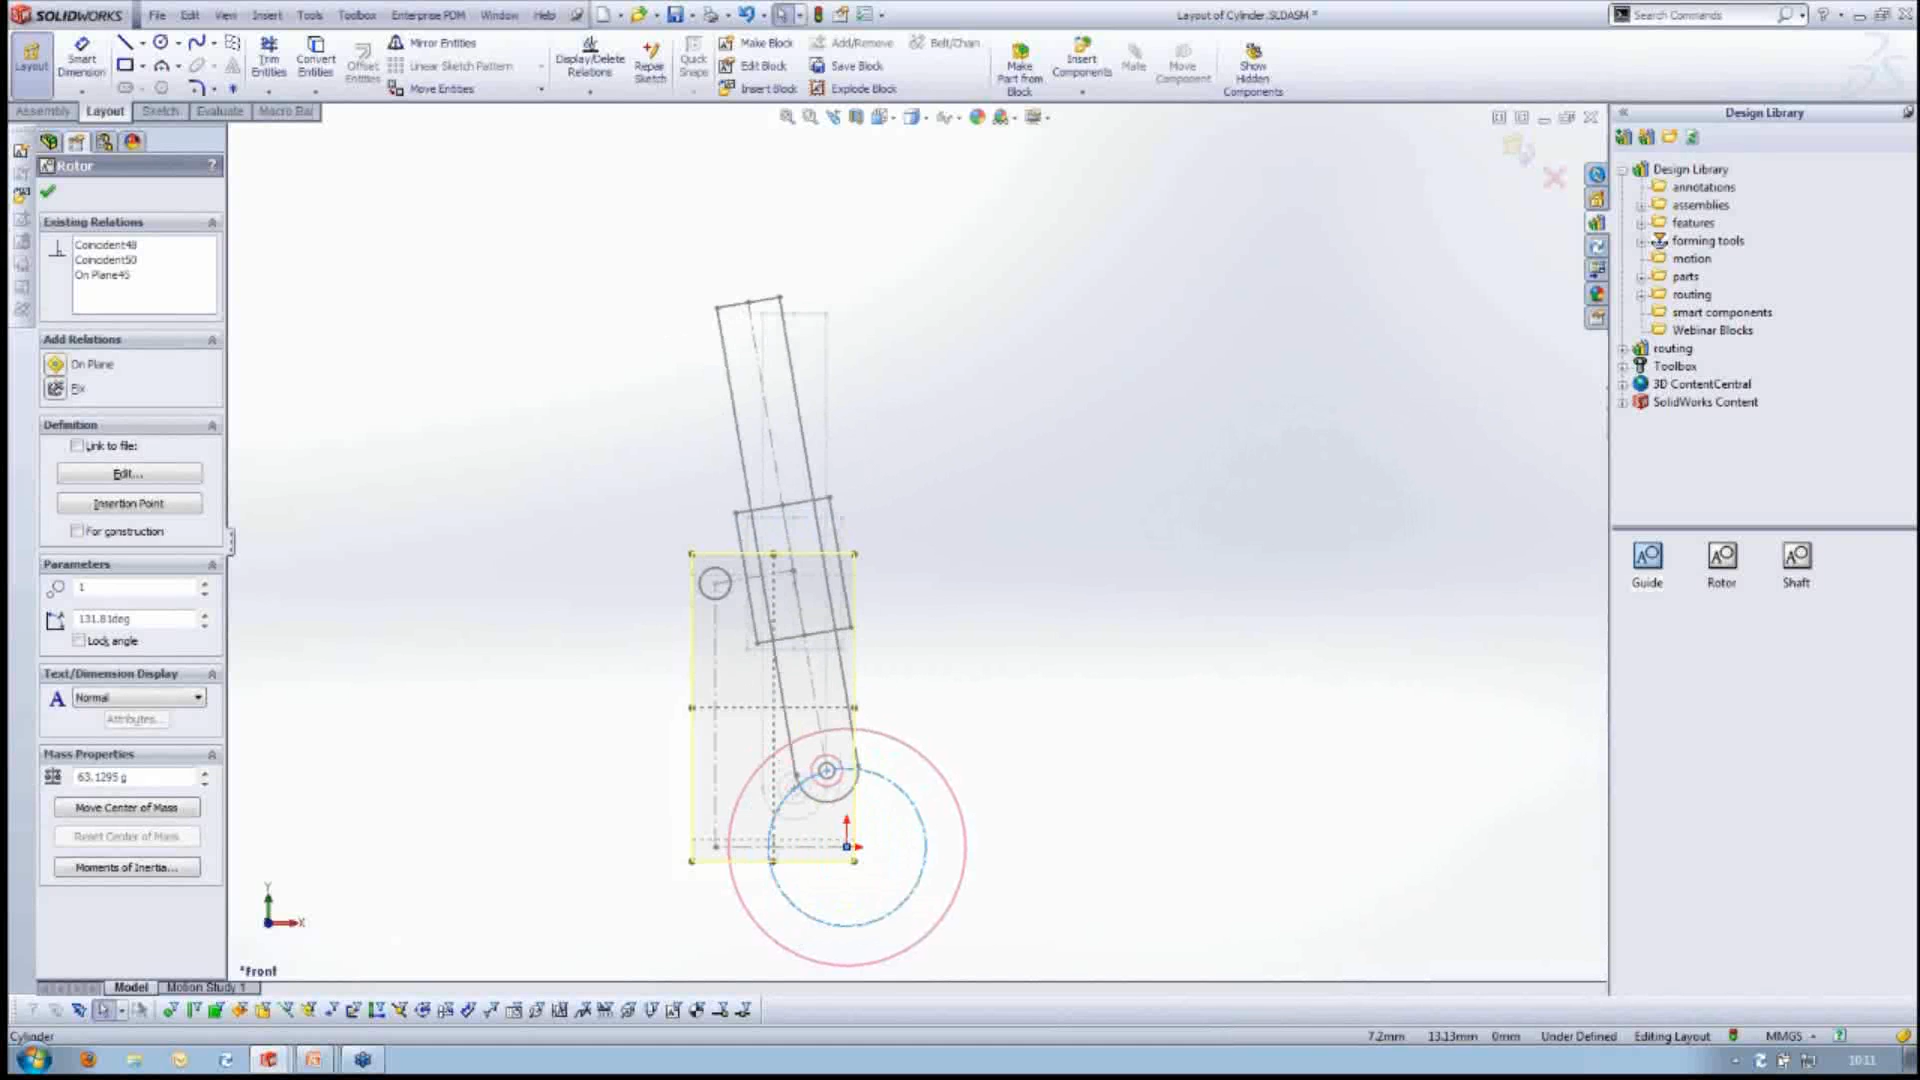 SOLIDWORKS File Edit View Insert Tools Toolbox Enterprise PDM Window Help Layout of Cylinder.SLDASM * Search Commands
Layout
Smart Dimension
Trim Entities
Convert Entities
Offset Entities
Mirror Entities
Linear Sketch Pattern
Move Entities
Display/Delete Relations
Repair Sketch
Quick Snaps
Make Block
Edit Block
Insert Block
Add/Remove
Save Block
Explode Block
Belt/Chain
Make Part from Block
Insert Components
Mate
Move Component
Show Hidden Components
Assembly Layout Sketch Evaluate Macro Bar
Rotor ?
Existing Relations
Coincident48
Coincident50
On Plane45
Add Relations
On Plane
Fix
Definition
Link to file:
Edit...
Insertion Point
For construction
Parameters
1
131.81deg
Lock angle
Text/Dimension Display
A Normal
Attributes...
Mass Properties
63.1295 g
Move Center of Mass
Reset Center of Mass
Moments of Inertia...
Y
X
*Front
Design Library
Design Library
annotations
assemblies
features
forming tools
motion
parts
routing
smart components
Webinar Blocks
routing
Toolbox
3D ContentCentral
SolidWorks Content
Guide Rotor Shaft
Model Motion Study 1
Cylinder 7.2mm 13.13mm 0mm Under Defined Editing Layout MMGS
10:11